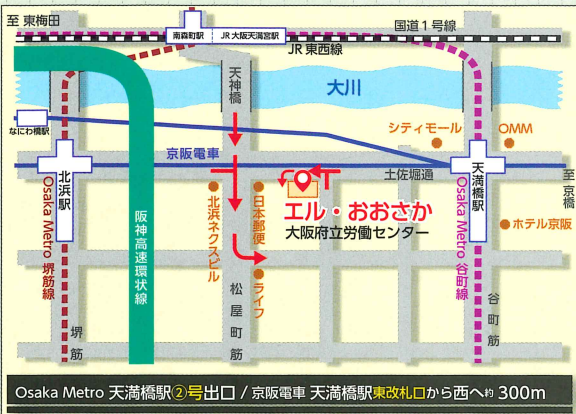 至 東梅田
南森町駅
JR 大阪天満宮駅
国道1号線
JR 東西線
天神橋
大川
なにわ橋駅
シティモール
OMM
京阪電車
北浜駅
Osaka Metro 堺筋線
天満橋駅
Osaka Metro 谷町線
土佐堀通
至 京橋
阪神高速環状線
北浜ネクスビル
日本郵便
エル・おおさか
大阪府立労働センター
ホテル京阪
ライフ
堺筋
松屋町筋
谷町筋
Osaka Metro 天満橋駅②号出口 / 京阪電車 天満橋駅東改札口から西へ約 300m